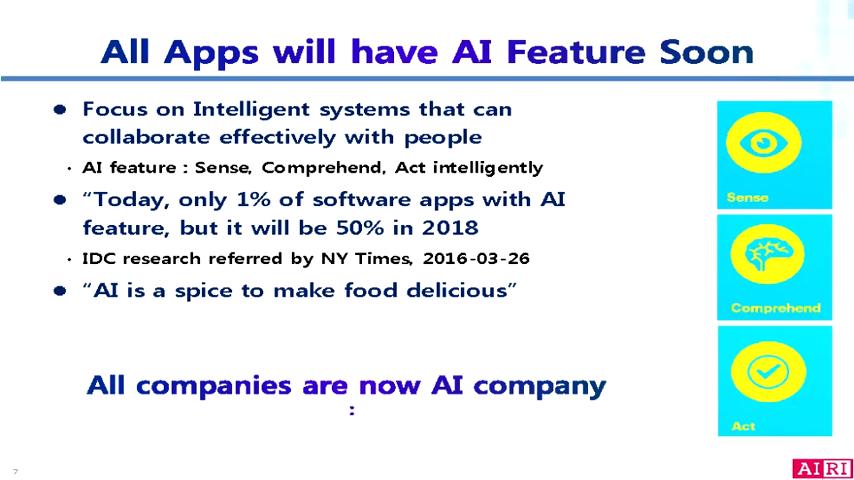 All Apps will have AI Feature Soon
● Focus on Intelligent systems that can
collaborate effectively with people
• AI feature : Sense, Comprehend, Act intelligently
● “Today, only 1% of software apps with AI
feature, but it will be 50% in 2018
• IDC research referred by NY Times, 2016-03-26
● “AI is a spice to make food delicious”
Sense
Comprehend
Act
All companies are now AI company
:
7
AIRI